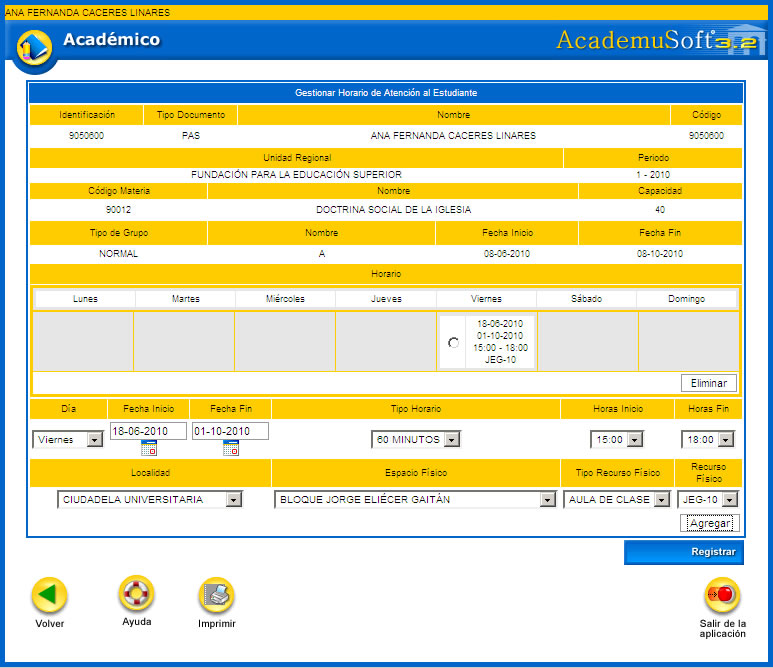 ANA FERNANDA CACERES LINARES
Académico
AcademuSoft 3.2
Gestionar Horario de Atención al Estudiante
Identificación Tipo Documento Nombre Código
9050600 PAS ANA FERNANDA CACERES LINARES 9050600
Unidad Regional Periodo
FUNDACIÓN PARA LA EDUCACIÓN SUPERIOR 1 - 2010
Código Materia Nombre Capacidad
90012 DOCTRINA SOCIAL DE LA IGLESIA 40
Tipo de Grupo Nombre Fecha Inicio Fecha Fin
NORMAL A 08-06-2010 08-10-2010
Horario
Lunes Martes Miércoles Jueves Viernes Sábado Domingo
18-06-2010
01-10-2010
15:00 - 18:00
JEG-10
Eliminar
Día Fecha Inicio Fecha Fin Tipo Horario Horas Inicio Horas Fin
Viernes 18-06-2010 01-10-2010 60 MINUTOS 15:00 18:00
Localidad Espacio Físico Tipo Recurso Físico Recurso Físico
CIUDADELA UNIVERSITARIA BLOQUE JORGE ELIÉCER GAITÁN AULA DE CLASE JEG-10
Agregar
Registrar
Volver Ayuda Imprimir Salir de la
aplicación